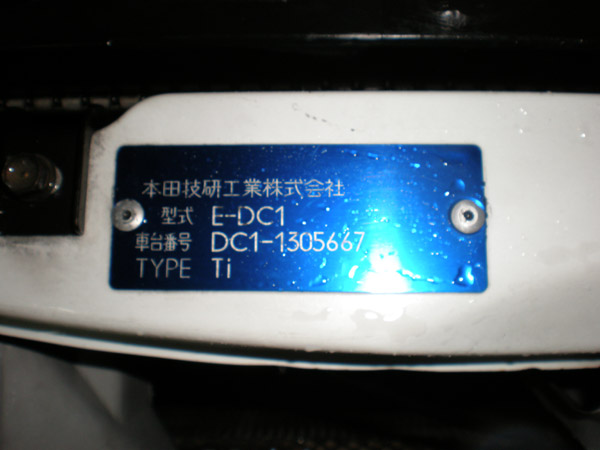 本田技研工業株式会社
型式 E-DC1
車台番号 DC1-1305667
TYPE Ti